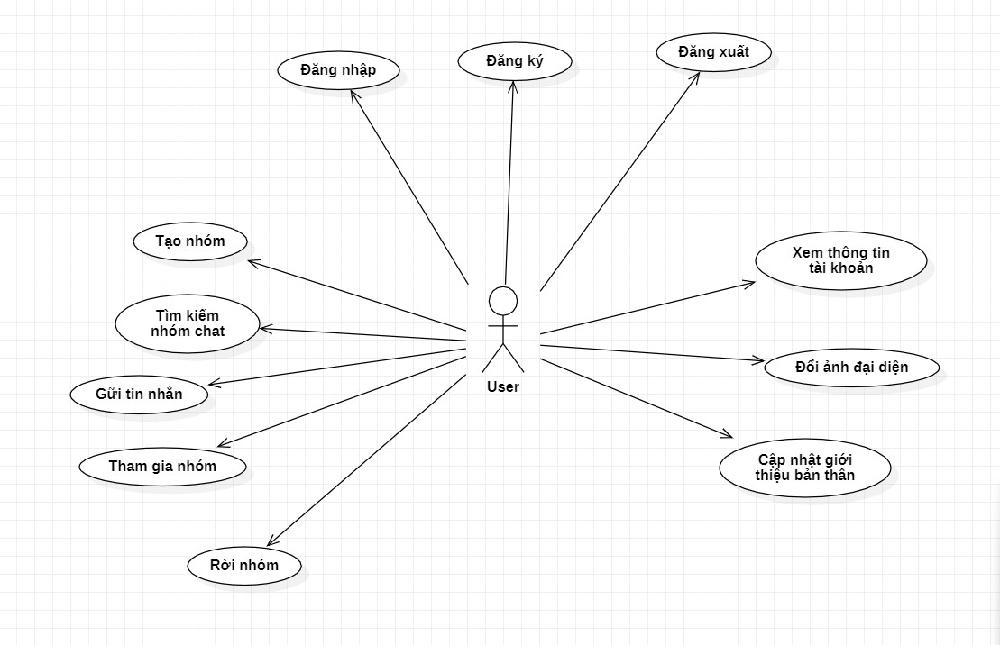 Đăng nhập
Đăng ký
Đăng xuất
Tạo nhóm
Tìm kiếm
nhóm chat
Gữi tin nhắn
Tham gia nhóm
Rời nhóm
User
Xem thông tin
tài khoản
Đổi ảnh đại diện
Cập nhật giới
thiệu bản thân